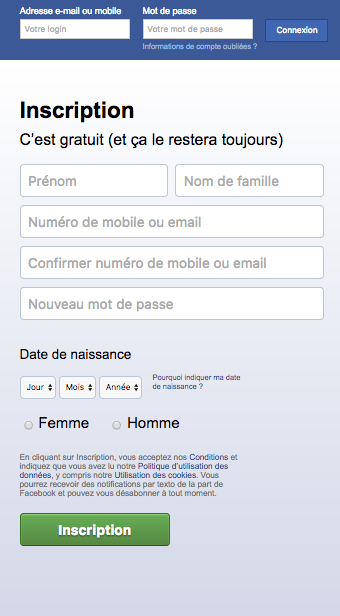 Adresse e-mail ou mobile
Mot de passe
Votre login
Votre mot de passe
Connexion
Informations de compte oubliées ?
Inscription
C'est gratuit (et ça le restera toujours)
Prénom
Nom de famille
Numéro de mobile ou email
Confirmer numéro de mobile ou email
Nouveau mot de passe
Date de naissance
Jour
Mois
Année
Pourquoi indiquer ma date
de naissance ?
Femme
Homme
En cliquant sur Inscription, vous acceptez nos Conditions et
indiquez que vous avez lu notre Politique d'utilisation des
données, y compris notre Utilisation des cookies. Vous
pourrez recevoir des notifications par texto de la part de
Facebook et pouvez vous désabonner à tout moment.
Inscription